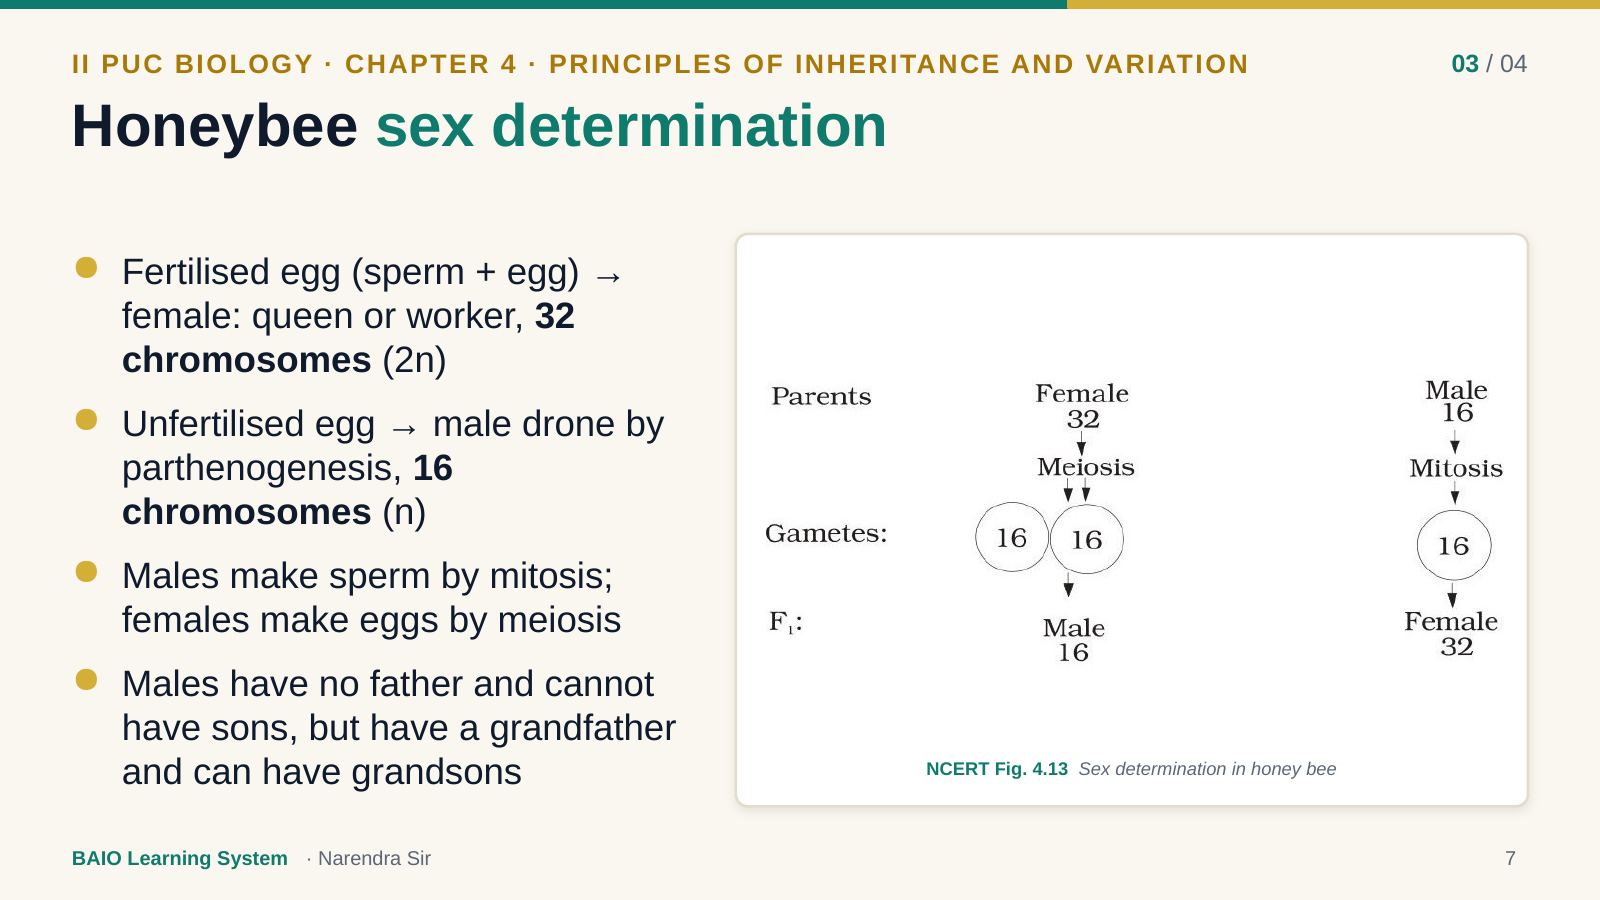 II PUC BIOLOGY · CHAPTER 4 · PRINCIPLES OF INHERITANCE AND VARIATION
03 / 04
Honeybee sex determination
Fertilised egg (sperm + egg) →
female: queen or worker, 32
chromosomes (2n)
Unfertilised egg → male drone by
parthenogenesis, 16
chromosomes (n)
Males make sperm by mitosis;
females make eggs by meiosis
Males have no father and cannot
have sons, but have a grandfather
and can have grandsons
Parents
Female
32
Male
16
Meiosis
Mitosis
Gametes:
16
16
16
F₁:
Male
16
Female
32
NCERT Fig. 4.13 Sex determination in honey bee
BAIO Learning System · Narendra Sir
7